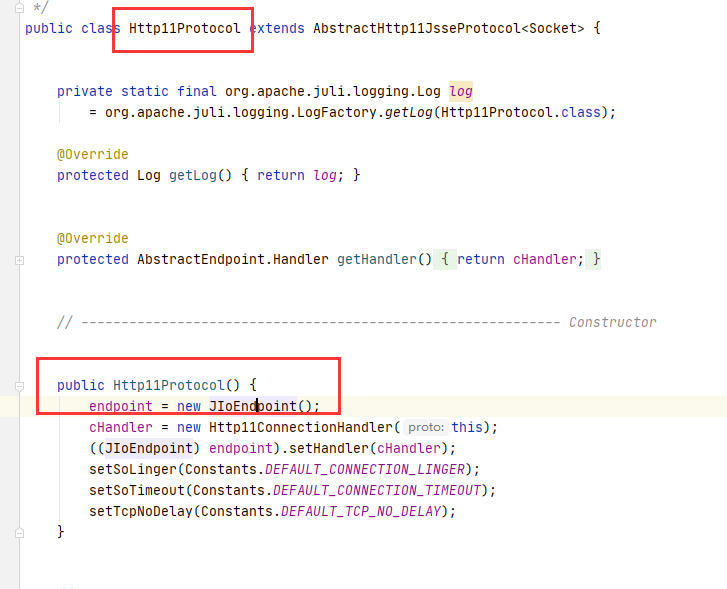 */
public class Http11Protocol extends AbstractHttp11JsseProtocol<Socket> {
private static final org.apache.juli.logging.Log log
= org.apache.juli.logging.LogFactory.getLog(Http11Protocol.class);
@Override
protected Log getLog() { return log; }
@Override
protected AbstractEndpoint.Handler getHandler() { return cHandler; }
// ------------------------------------------------------------ Constructor
public Http11Protocol() {
endpoint = new JIoEndpoint();
cHandler = new Http11ConnectionHandler( proto: this);
((JIoEndpoint) endpoint).setHandler(cHandler);
setSoLinger(Constants.DEFAULT_CONNECTION_LINGER);
setSoTimeout(Constants.DEFAULT_CONNECTION_TIMEOUT);
setTcpNoDelay(Constants.DEFAULT_TCP_NO_DELAY);
}